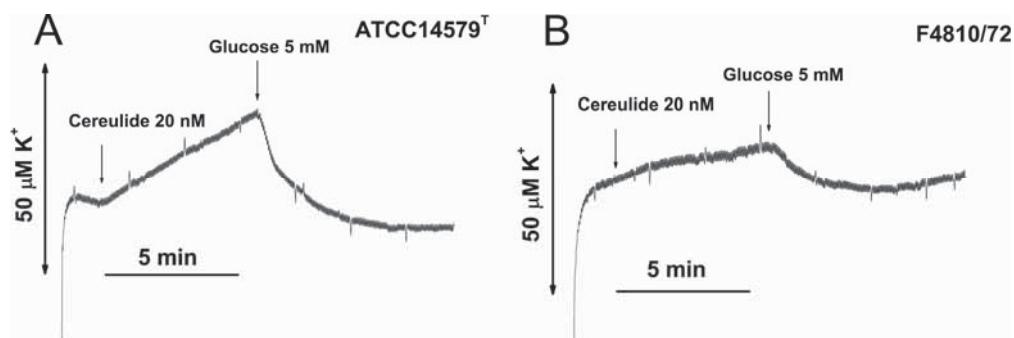 A
ATCC14579ᵀ
Glucose 5 mM
Cereulide 20 nM
50 µM K⁺
5 min
B
F4810/72
Glucose 5 mM
Cereulide 20 nM
50 µM K⁺
5 min